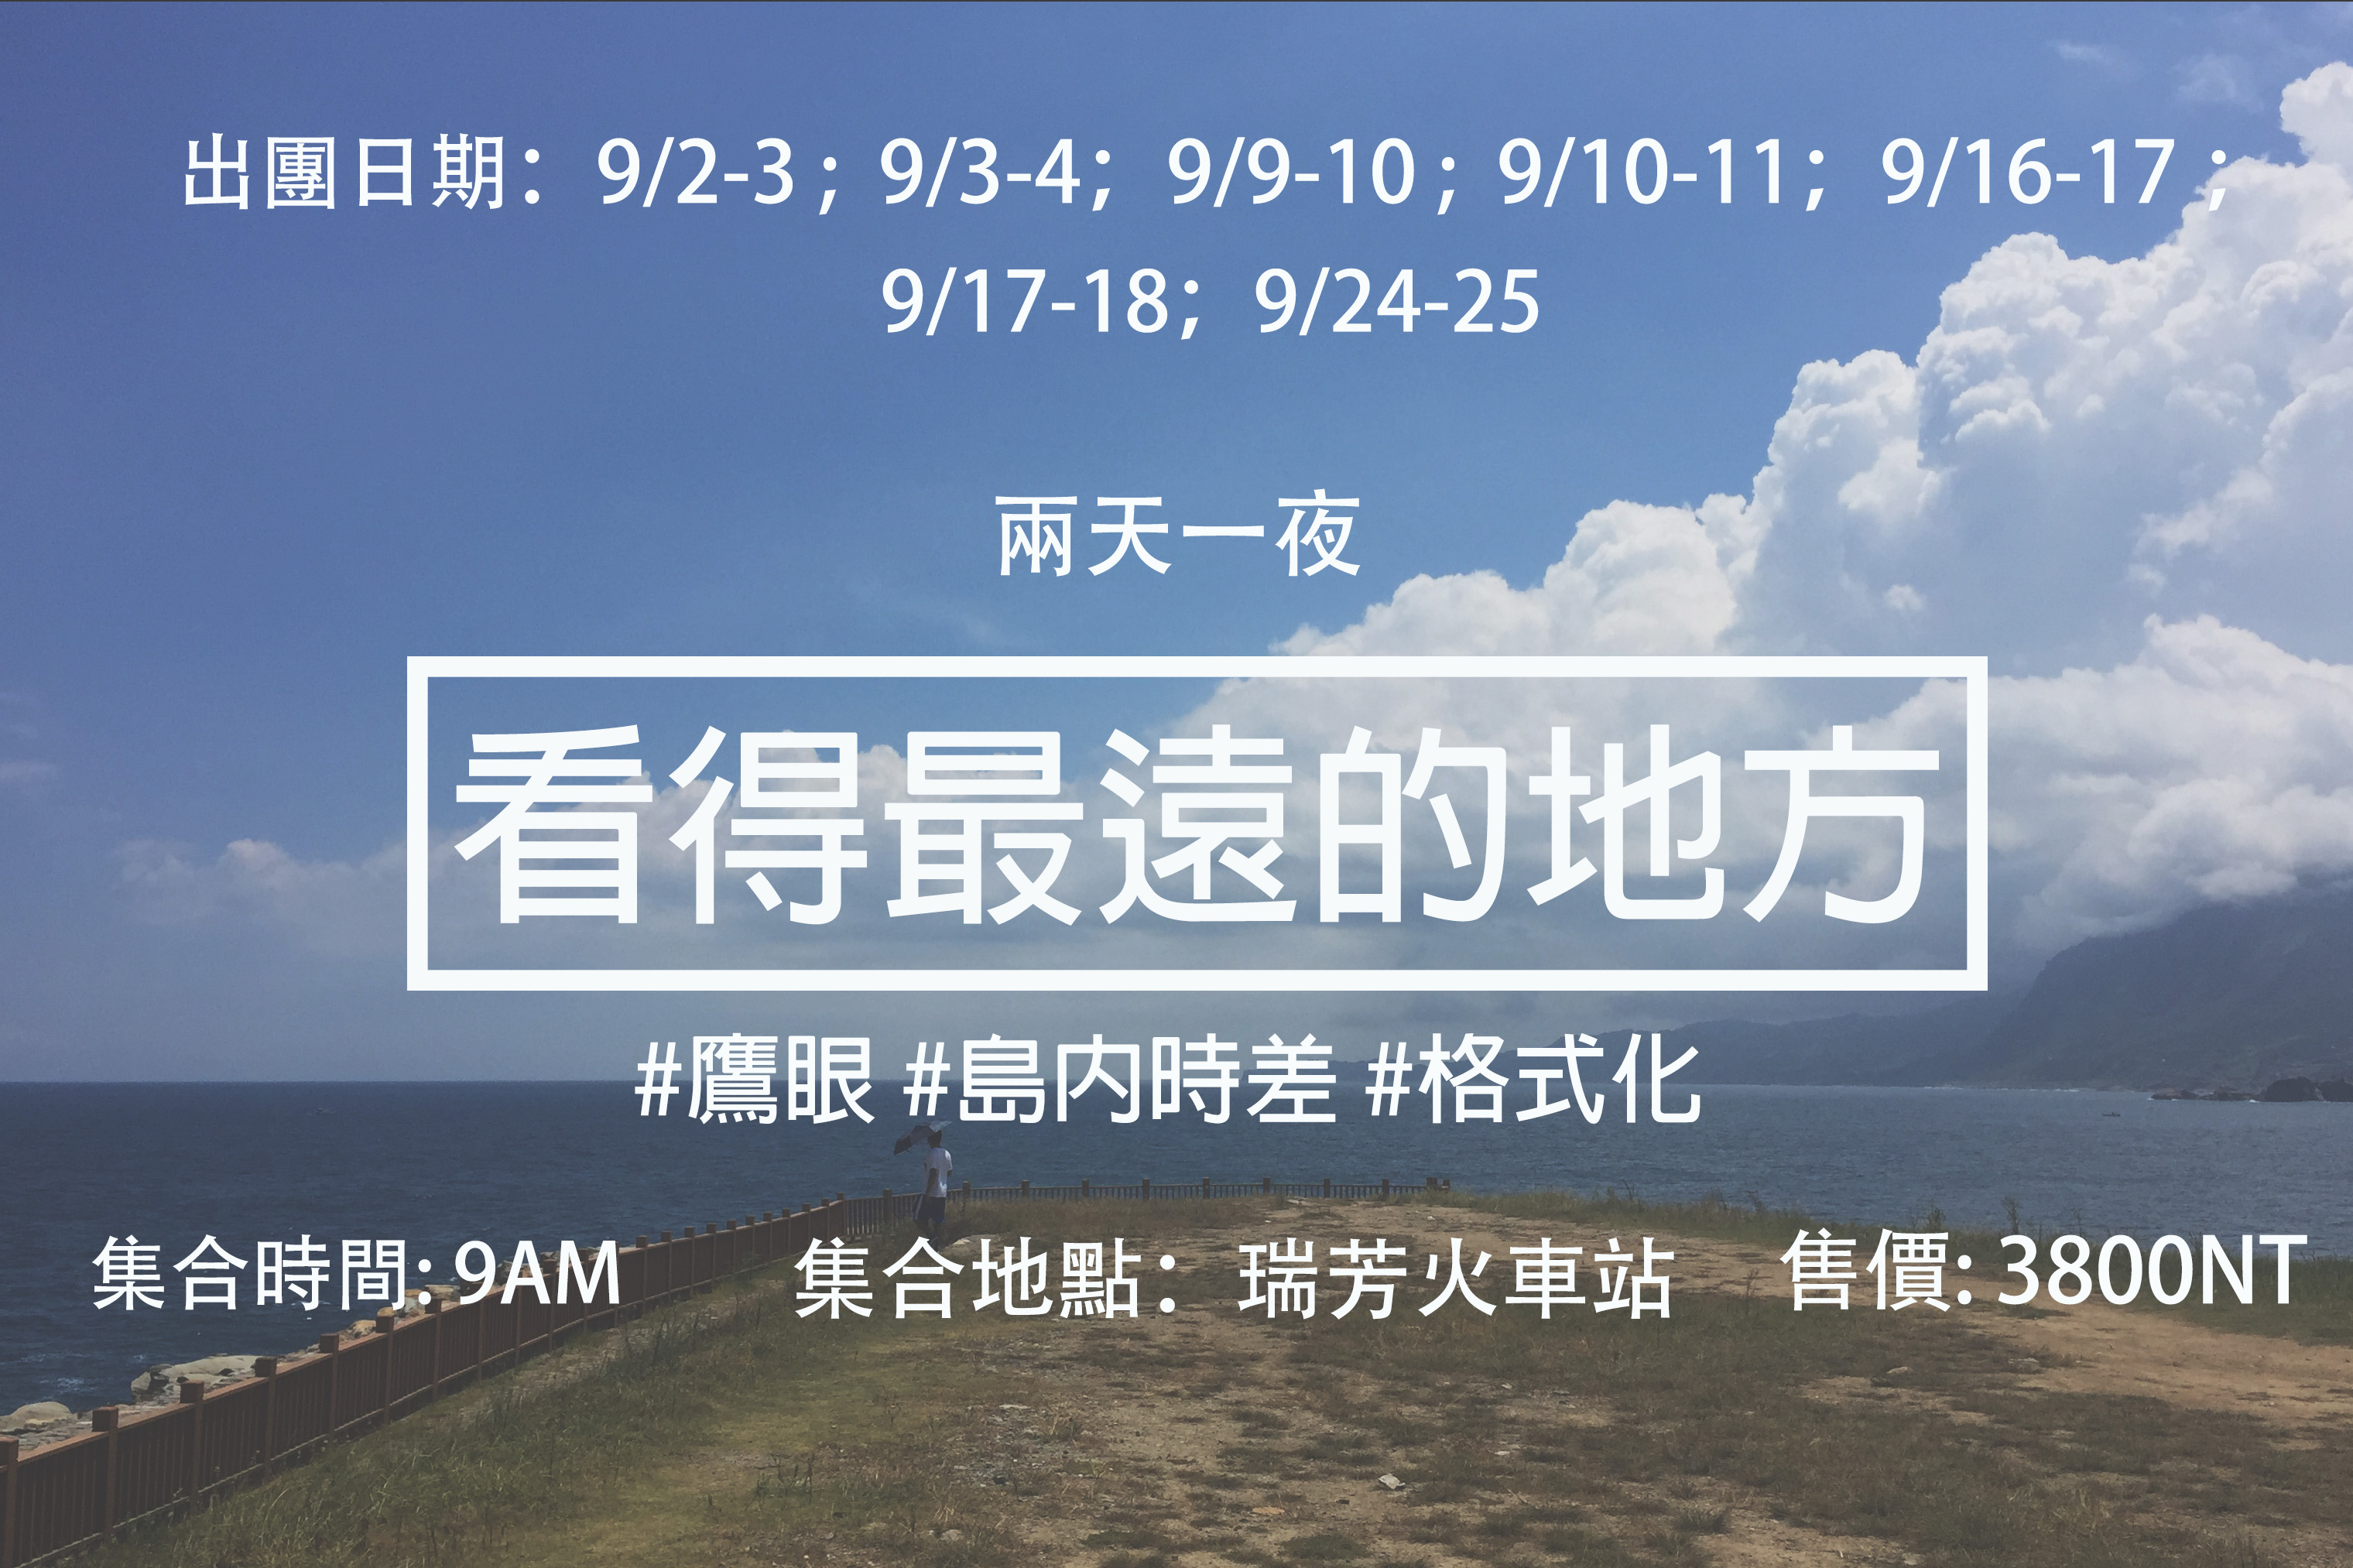 出團日期：9/2-3；9/3-4；9/9-10；9/10-11；9/16-17；
9/17-18；9/24-25
兩天一夜
看得最遠的地方
#鷹眼 #島內時差 #格式化
集合時間: 9AM 集合地點：瑞芳火車站 售價: 3800NT